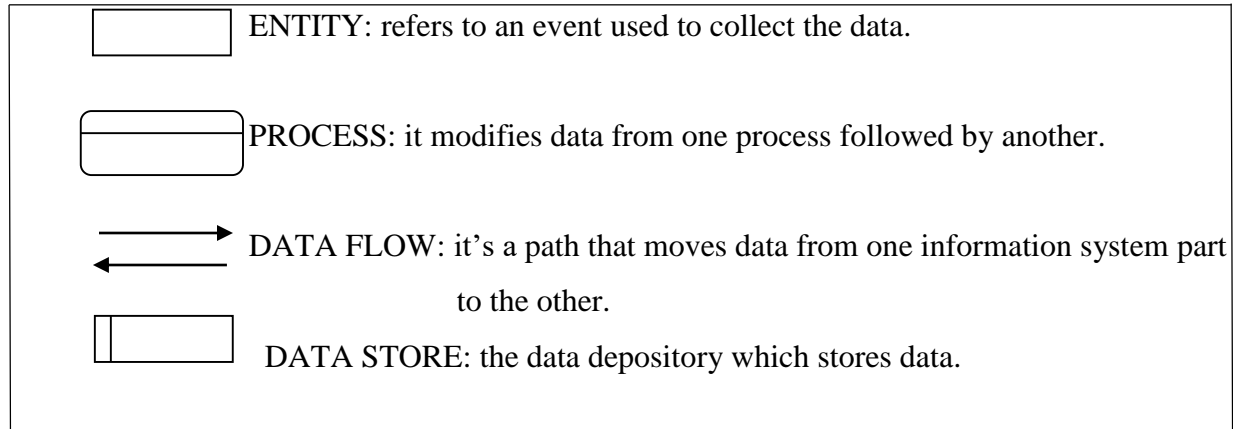 ENTITY: refers to an event used to collect the data.
PROCESS: it modifies data from one process followed by another.
DATA FLOW: it’s a path that moves data from one information system part
to the other.
DATA STORE: the data depository which stores data.